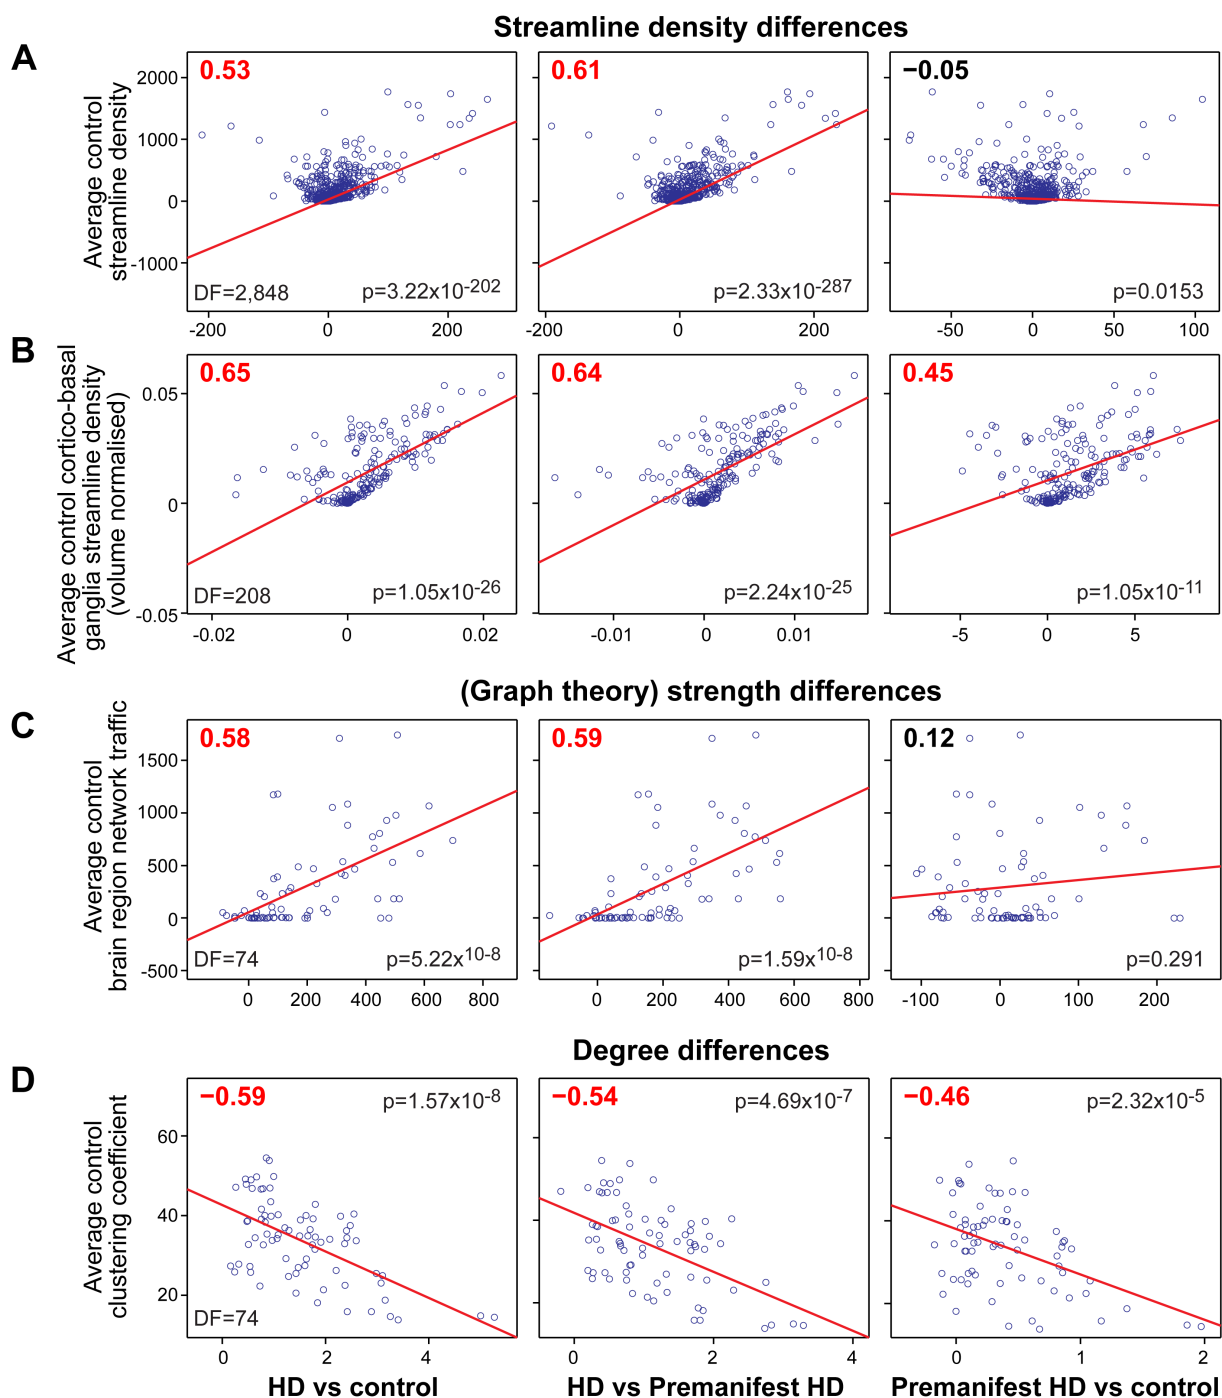 Streamline density differences
A
0.53
0.61
−0.05
Average control
streamline density
2000
1000
0
-1000
DF=2,848
p=3.22x10-202
p=2.33x10-287
p=0.0153
-200 0 200
-200 0 200
-50 0 50 100
B
0.65
0.64
0.45
Average control cortico-basal
ganglia streamline density
(volume normalised)
0.05
0
-0.05
DF=208
p=1.05x10-26
p=2.24x10-25
p=1.05x10-11
-0.02 0 0.02
-0.01 0 0.01
-5 0 5
(Graph theory) strength differences
C
0.58
0.59
0.12
Average control
brain region network traffic
1500
1000
500
0
-500
DF=74
p=5.22x10-8
p=1.59x10-8
p=0.291
0 200 400 600 800
0 200 400 600 800
-100 0 100 200
Degree differences
D
−0.59
p=1.57x10-8
−0.54
p=4.69x10-7
−0.46
p=2.32x10-5
Average control
clustering coefficient
60
40
20
DF=74
0 2 4
0 2 4
0 1 2
HD vs control
HD vs Premanifest HD
Premanifest HD vs control